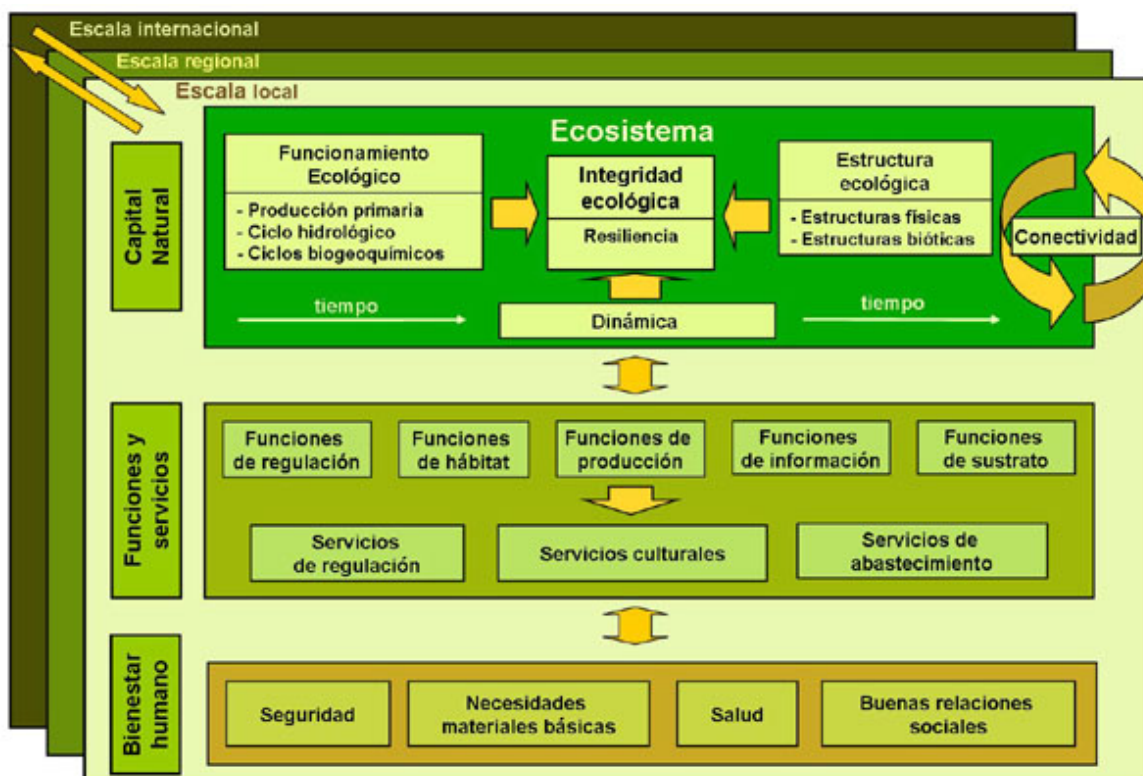 Escala internacional
Escala regional
Escala local
Capital
Natural
Ecosistema
Funcionamiento
Ecológico
- Producción primaria
- Ciclo hidrológico
- Ciclos biogeoquímicos
Integridad
ecológica
Resiliencia
Estructura
ecológica
- Estructuras físicas
- Estructuras bióticas
Conectividad
tiempo
Dinámica
tiempo
Funciones y
servicios
Funciones
de regulación
Funciones
de hábitat
Funciones de
producción
Funciones
de información
Funciones
de sustrato
Servicios
de regulación
Servicios culturales
Servicios de
abastecimiento
Bienestar
humano
Seguridad
Necesidades
materiales básicas
Salud
Buenas relaciones
sociales